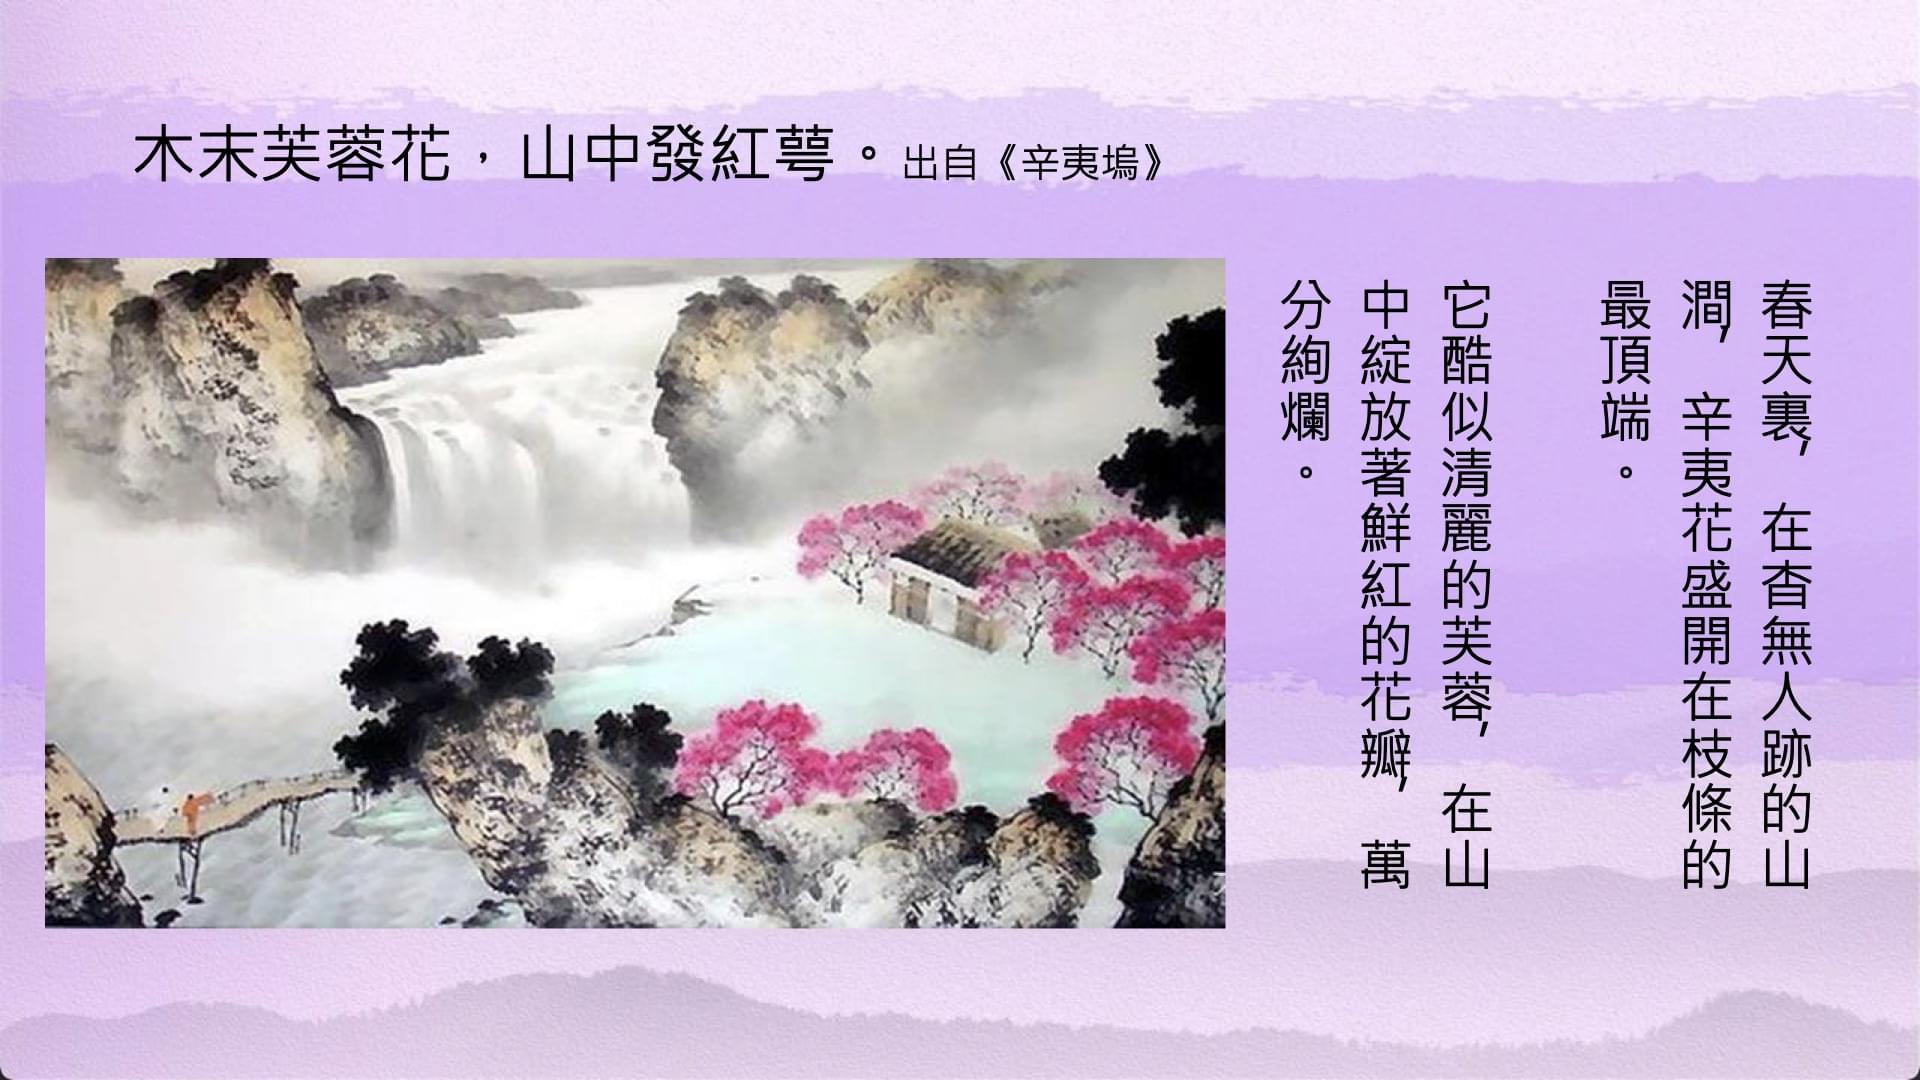 木末芙蓉花，山中發紅萼。出自《辛夷塢》
春天裏，在杳無人跡的山
澗，辛夷花盛開在枝條的
最頂端。
它酷似清麗的芙蓉，在山
中綻放著鮮紅的花瓣，萬
分絢爛。